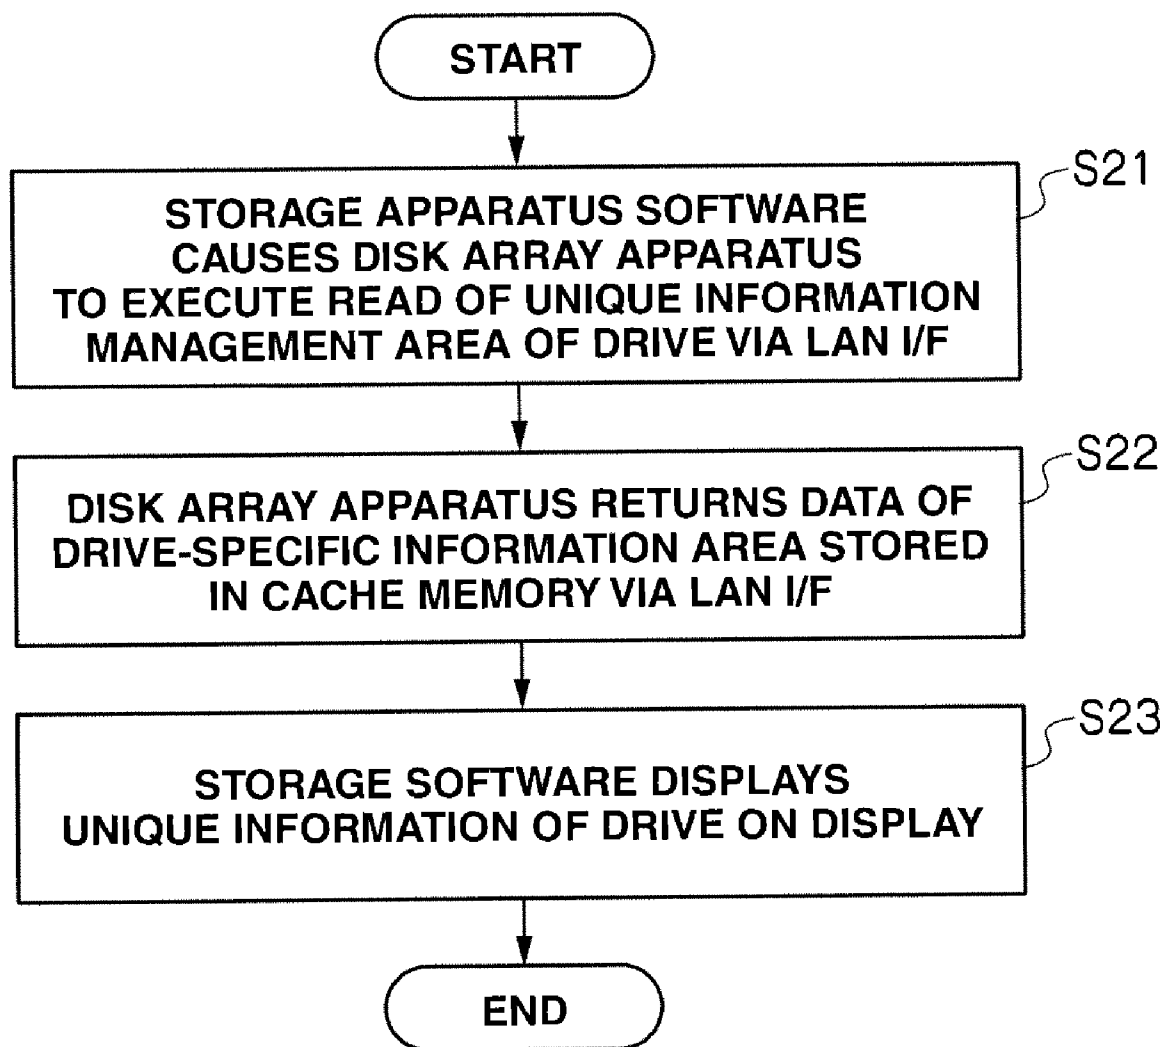 START
S21
STORAGE APPARATUS SOFTWARE
CAUSES DISK ARRAY APPARATUS
TO EXECUTE READ OF UNIQUE INFORMATION
MANAGEMENT AREA OF DRIVE VIA LAN I/F
S22
DISK ARRAY APPARATUS RETURNS DATA OF
DRIVE-SPECIFIC INFORMATION AREA STORED
IN CACHE MEMORY VIA LAN I/F
S23
STORAGE SOFTWARE DISPLAYS
UNIQUE INFORMATION OF DRIVE ON DISPLAY
END